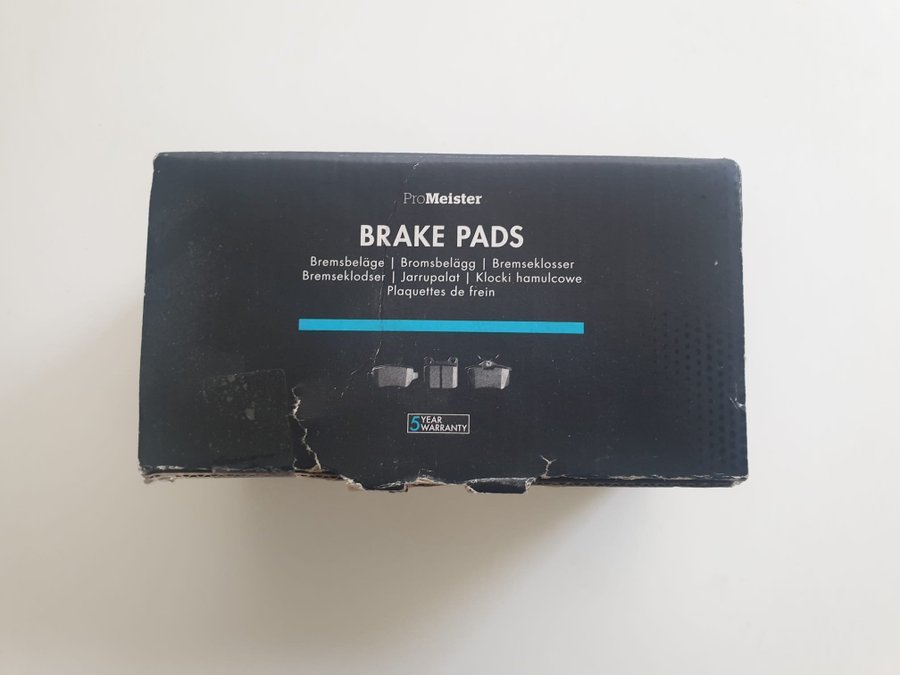 ProMeister
BRAKE PADS
Bremsbeläge | Bromsbelägg | Bremseklosser
Bremseklodser | Jarrupalat | Klocki hamulcowe
Plaquettes de frein
5 YEAR
WARRANTY